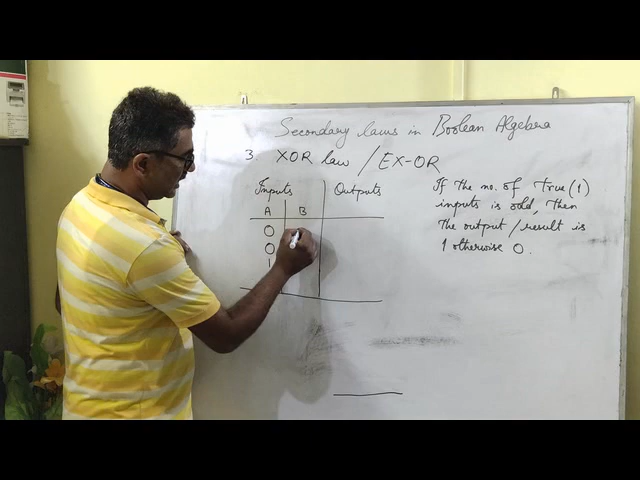 Secondary laws in Boolean Algebra
3. XOR law / EX-OR
Inputs Outputs
A B
0
0
1
If the no. of True (1)
inputs is odd, Then
The output / result is
1 otherwise 0.